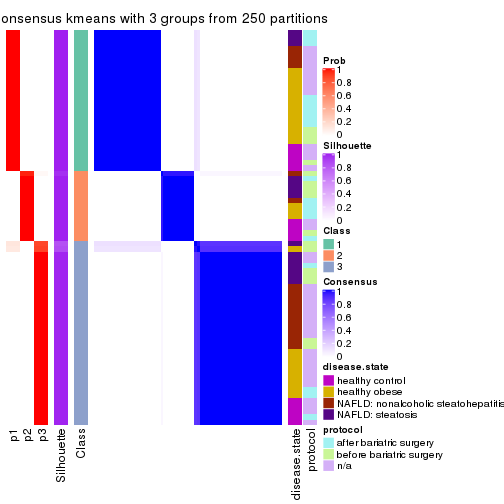 onsensus kmeans with 3 groups from 250 partitions
Prob
1
0.8
0.6
0.4
0.2
0
Silhouette
1
0.8
0.6
0.4
0.2
0
Class
1
2
3
Consensus
1
0.8
0.6
0.4
0.2
0
disease.state
healthy control
healthy obese
NAFLD: nonalcoholic steatohepatitis
NAFLD: steatosis
protocol
after bariatric surgery
before bariatric surgery
n/a
p1
p2
p3
Silhouette
Class
disease.state
protocol